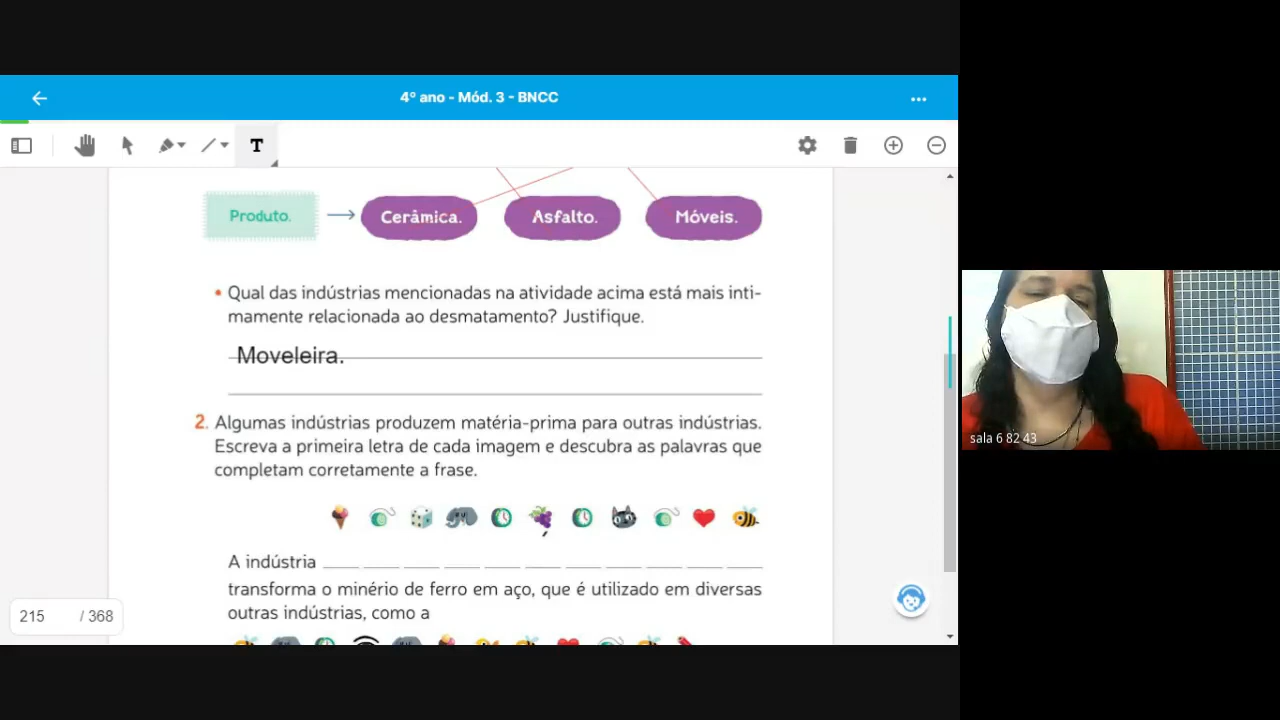 4º ano - Mód. 3 - BNCC
T
Produto.
Cerâmica.
Asfalto.
Móveis.
• Qual das indústrias mencionadas na atividade acima está mais inti-
mamente relacionada ao desmatamento? Justifique.
Moveleira.
2. Algumas indústrias produzem matéria-prima para outras indústrias.
Escreva a primeira letra de cada imagem e descubra as palavras que
completam corretamente a frase.
A indústria
transforma o minério de ferro em aço, que é utilizado em diversas
outras indústrias, como a
215 / 368
sala 6 82 43